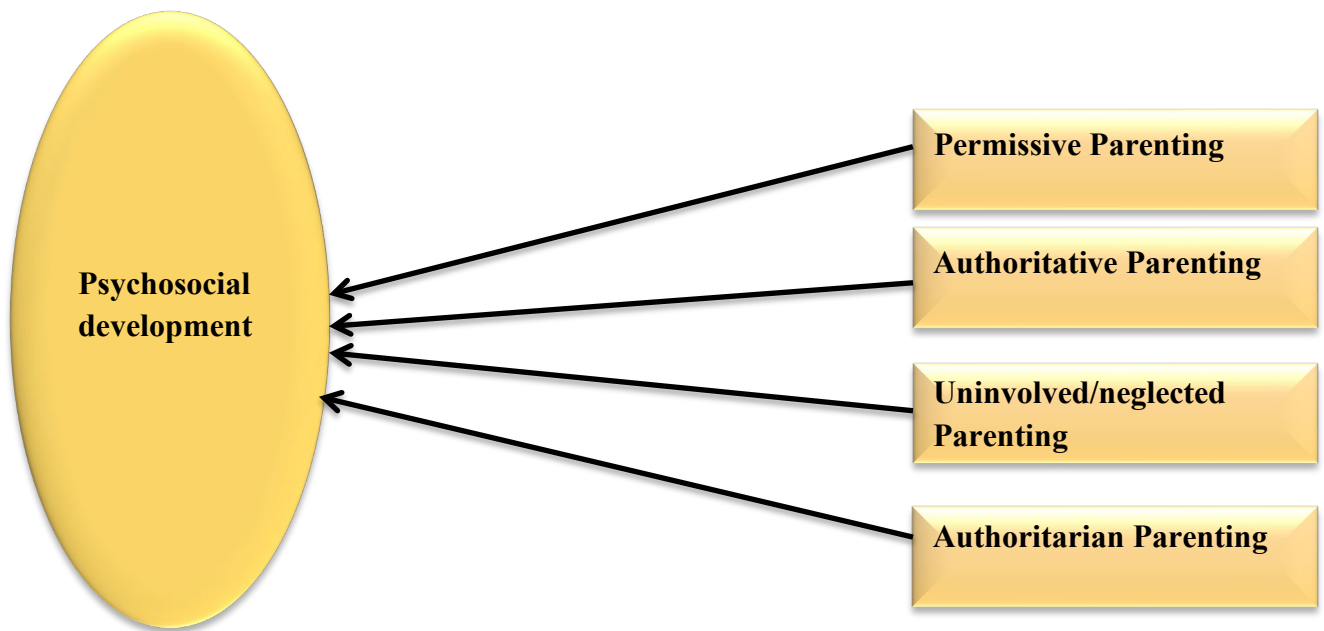 Psychosocial
development
Permissive Parenting
Authoritative Parenting
Uninvolved/neglected
Parenting
Authoritarian Parenting